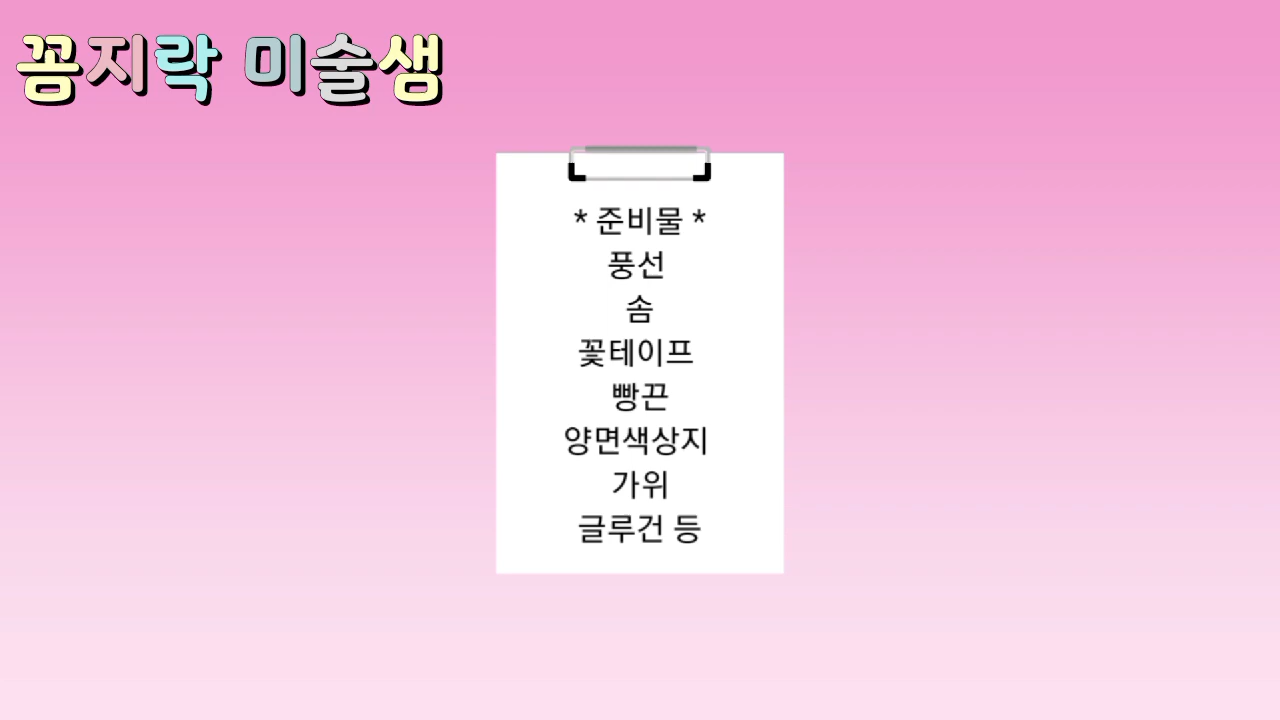 꼼지락 미술샘
* 준비물 *
풍선
솜
꽃테이프
빵끈
양면색상지
가위
글루건 등